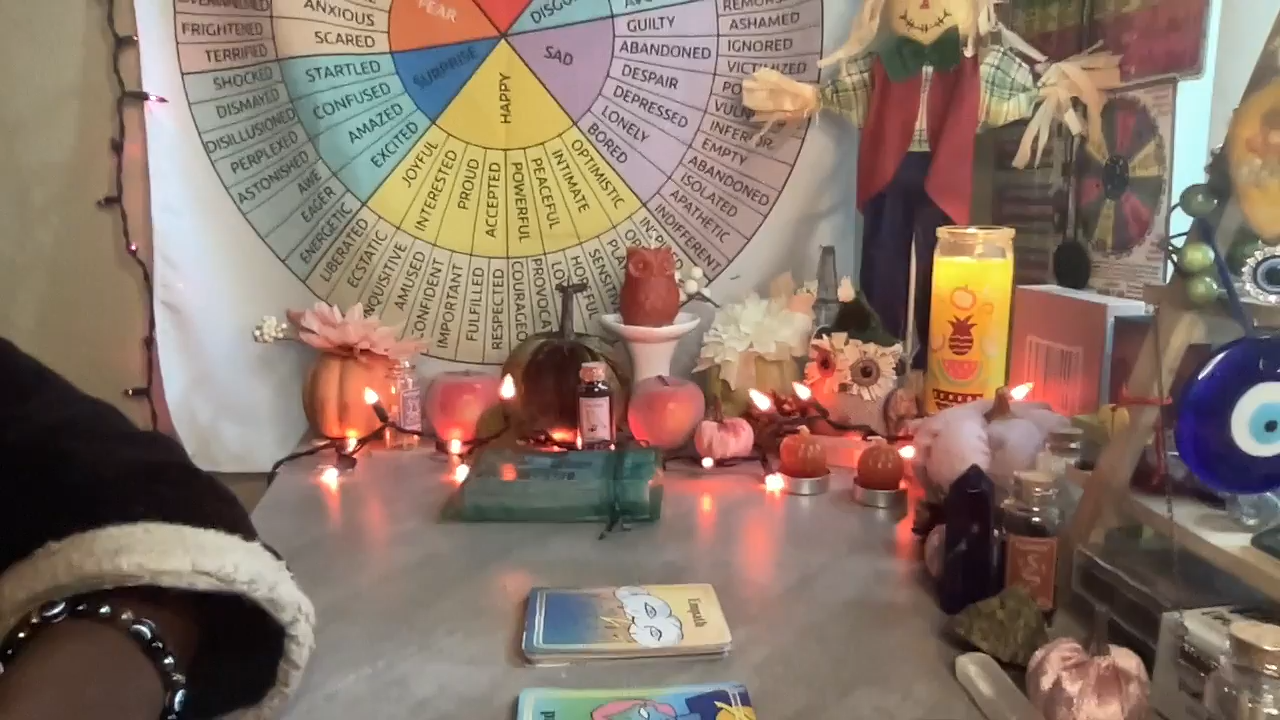 OVERWHELMED
FRIGHTENED
TERRIFIED
SHOCKED
DISMAYED
DISILLUSIONED
PERPLEXED
ASTONISHED
AWE
EAGER
ENERGETIC
LIBERATED
ECSTATIC
INQUISITIVE
AMUSED
CONFIDENT
IMPORTANT
FULFILLED
RESPECTED
SENSITIV
INDIFFERENT
APATHETIC
ISOLATED
ABANDONED
EMPTY
INFERIOR
VICTIMIZED
IGNORED
ASHAMED
ANXIOUS
SCARED
STARTLED
CONFUSED
AMAZED
EXCITED
JOYFUL
INTERESTED
PROUD
ACCEPTED
POWERFUL
PEACEFUL
INTIMATE
OPTIMISTIC
BORED
LONELY
DEPRESSED
DESPAIR
ABANDONED
GUILTY
FEAR
SURPRISE
HAPPY
SAD
Empath